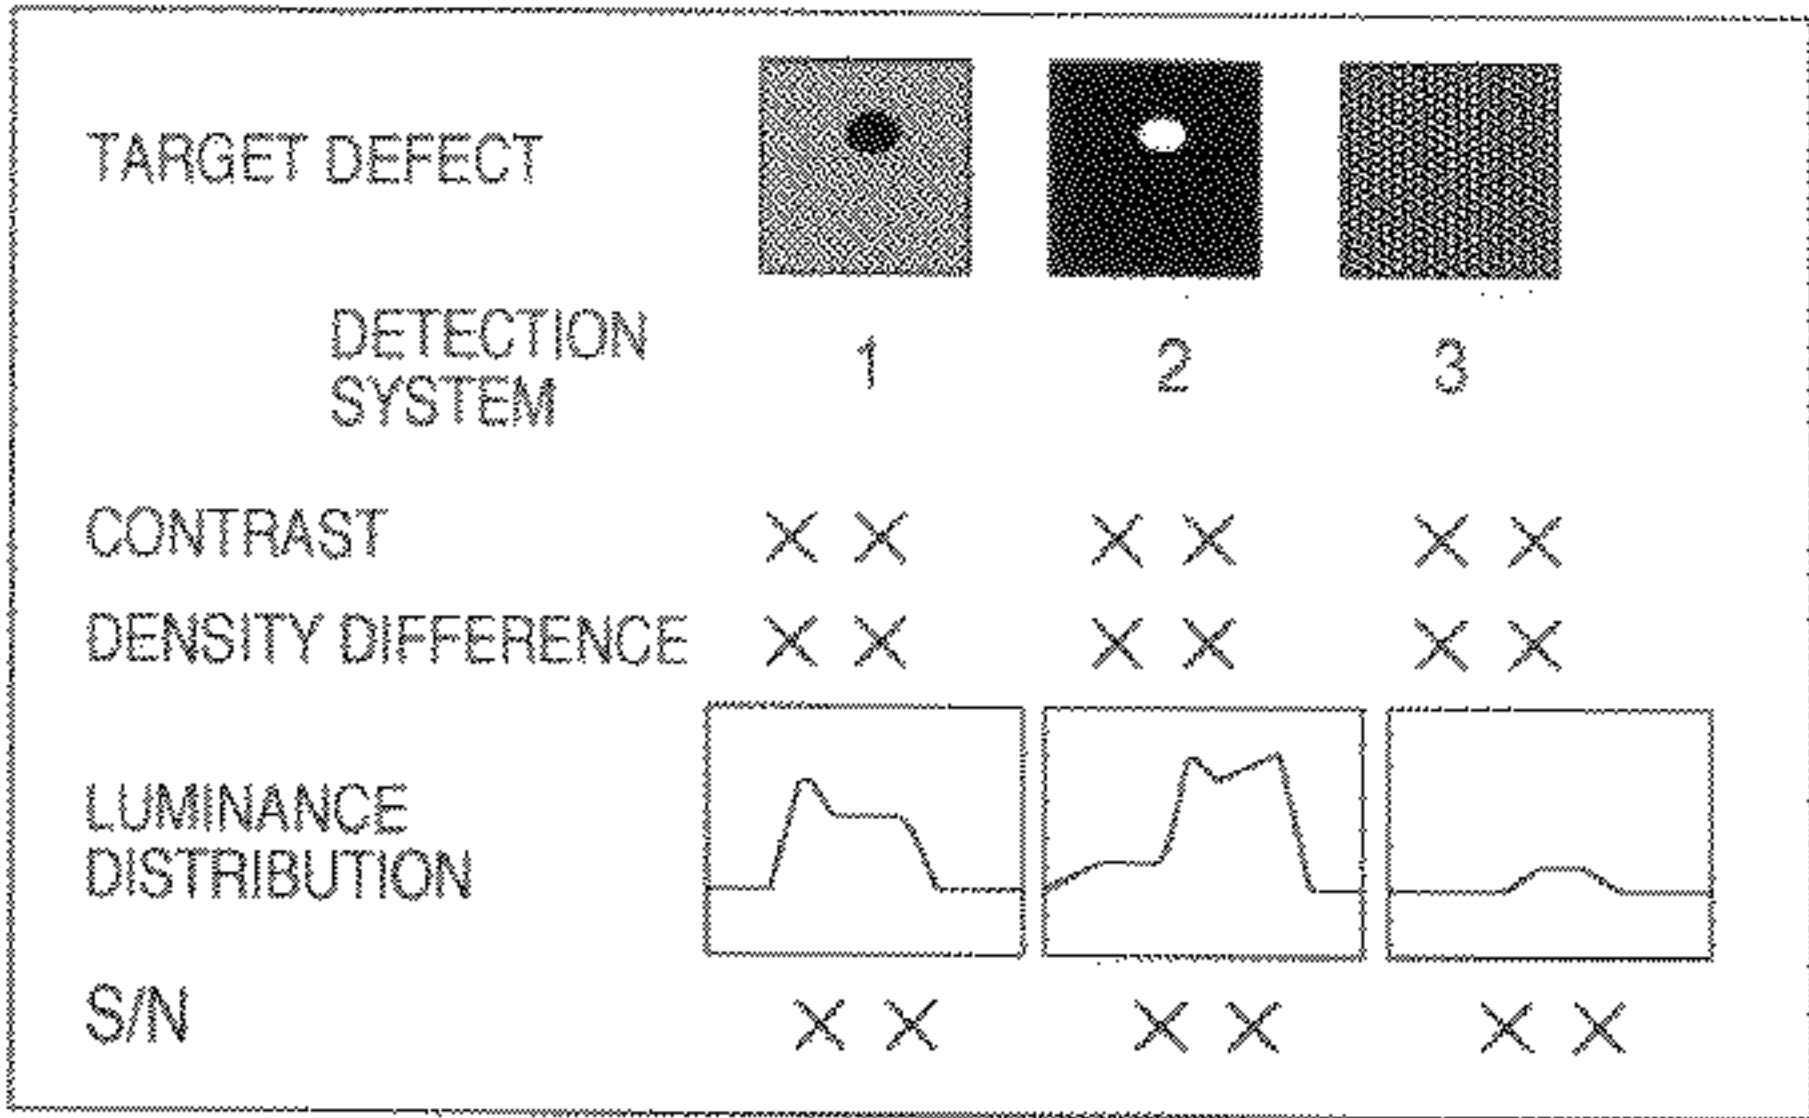 TARGET DEFECT
DETECTION
SYSTEM
1 2 3
CONTRAST × × × × × ×
DENSITY DIFFERENCE × × × × × ×
LUMINANCE
DISTRIBUTION
S/N × × × × × ×